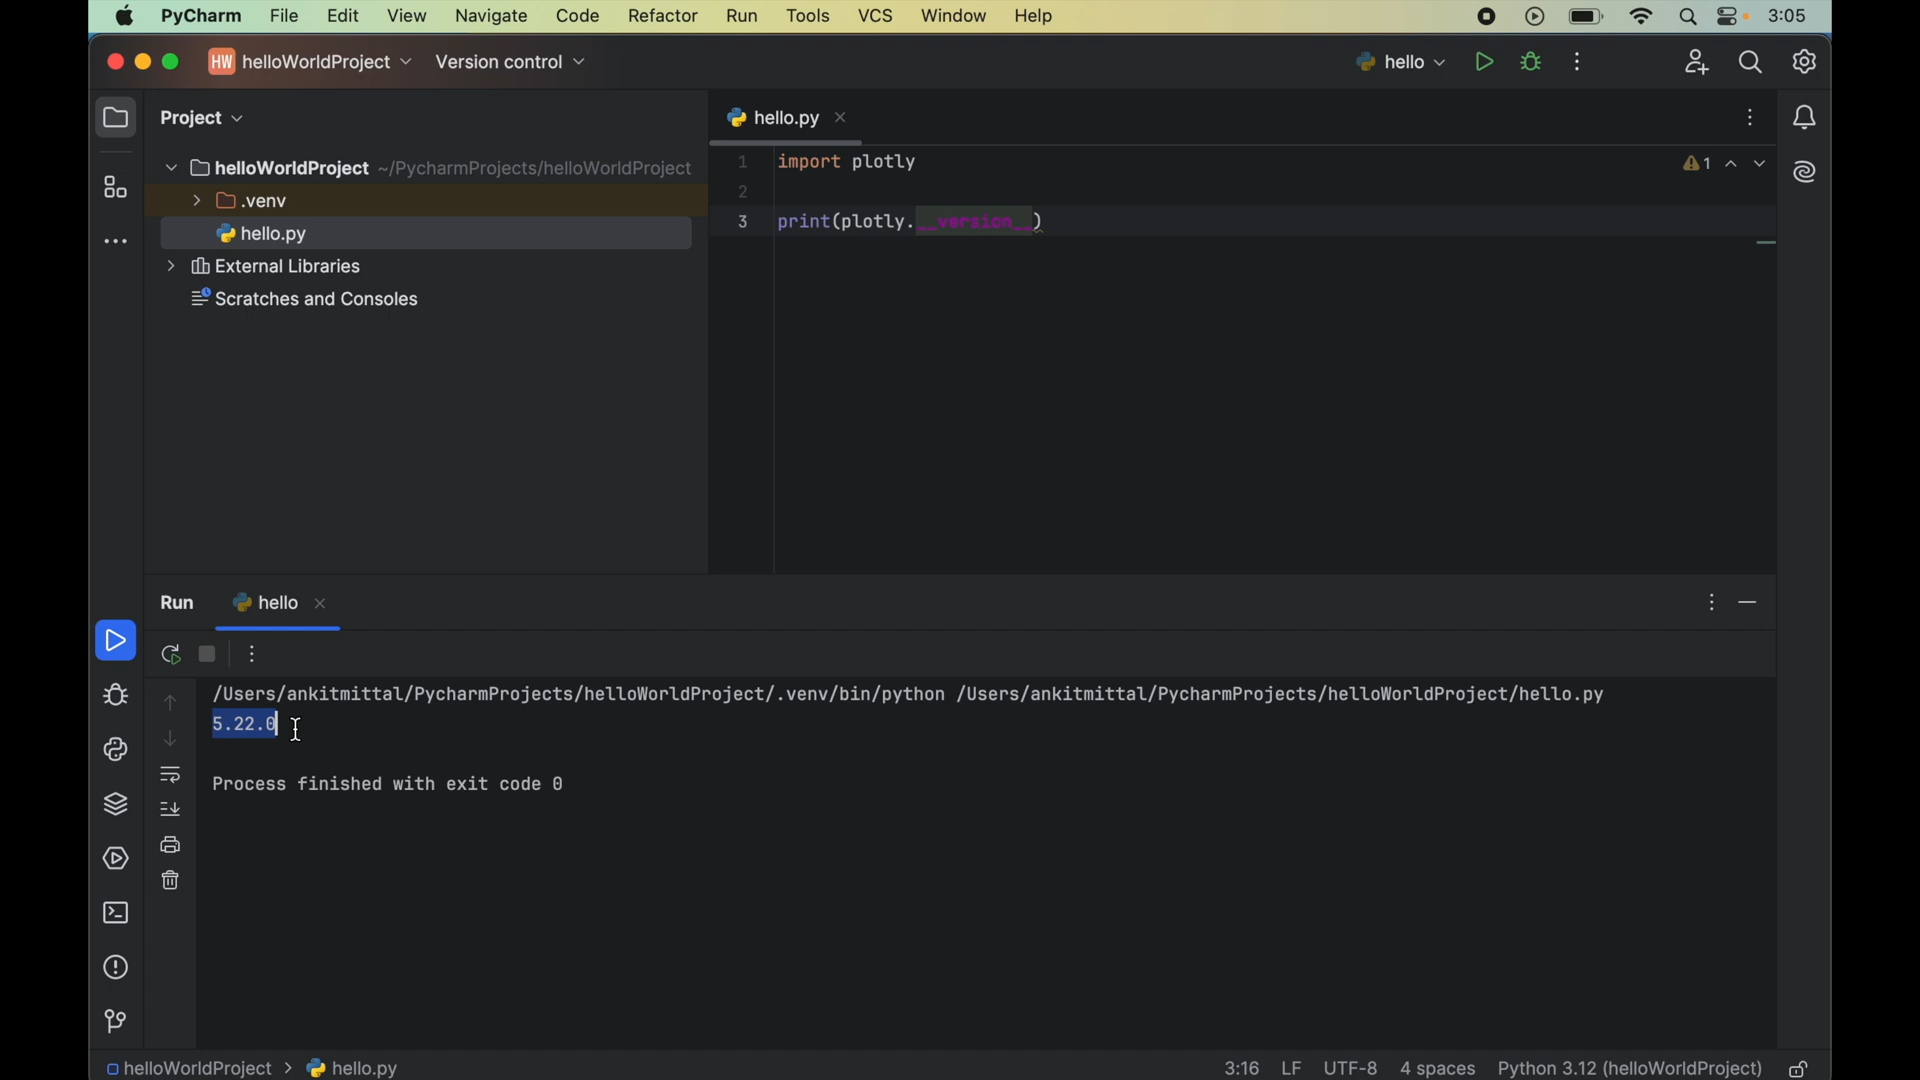 PyCharm File Edit View Navigate Code Refactor Run Tools VCS Window Help 3:05
HW helloWorldProject Version control hello
Project
hello.py
helloWorldProject ~/PycharmProjects/helloWorldProject
.venv
hello.py
External Libraries
Scratches and Consoles
1 import plotly
1
2
3 print(plotly.__version__)
Run hello
/Users/ankitmittal/PycharmProjects/helloWorldProject/.venv/bin/python /Users/ankitmittal/PycharmProjects/helloWorldProject/hello.py
5.22.0
Process finished with exit code 0
helloWorldProject > hello.py 3:16 LF UTF-8 4 spaces Python 3.12 (helloWorldProject)